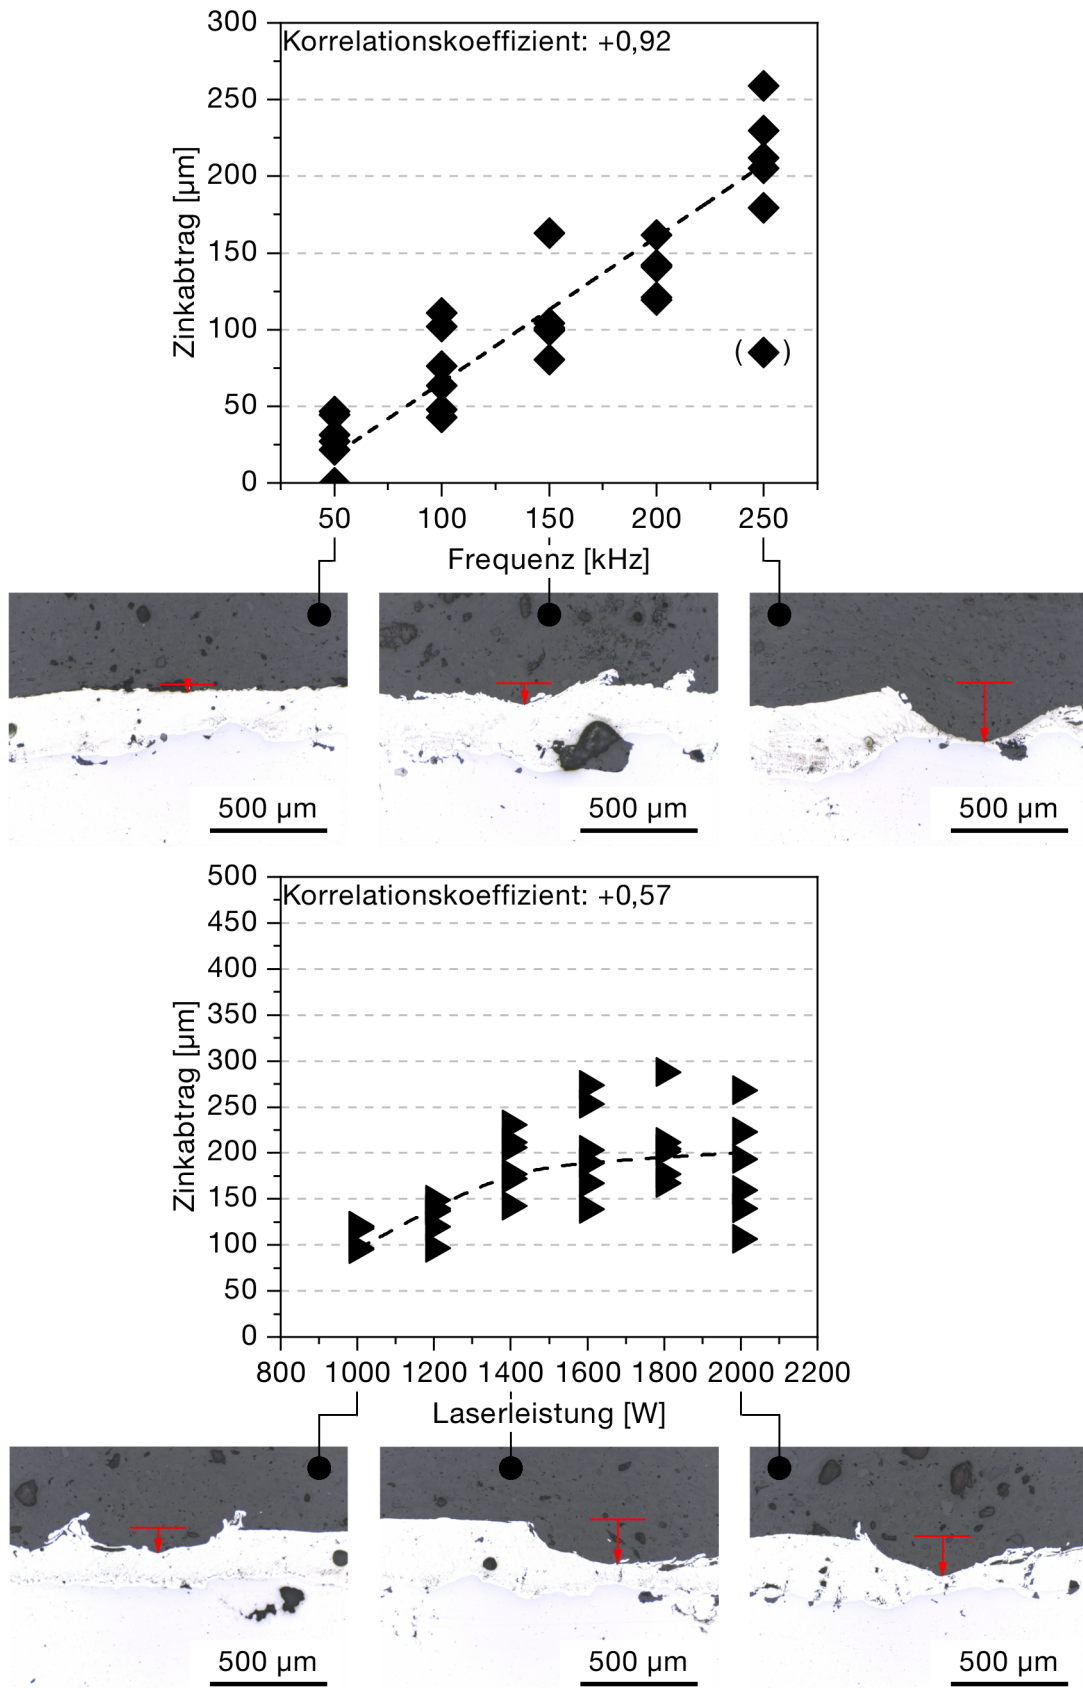 Korrelationskoeffizient: +0,92
Zinkabtrag [µm]
300
250
200
150
100
50
0
( )
50 100 150 200 250
Frequenz [kHz]
500 µm 500 µm 500 µm
Korrelationskoeffizient: +0,57
Zinkabtrag [µm]
500
450
400
350
300
250
200
150
100
50
0
800 1000 1200 1400 1600 1800 2000 2200
Laserleistung [W]
500 µm 500 µm 500 µm